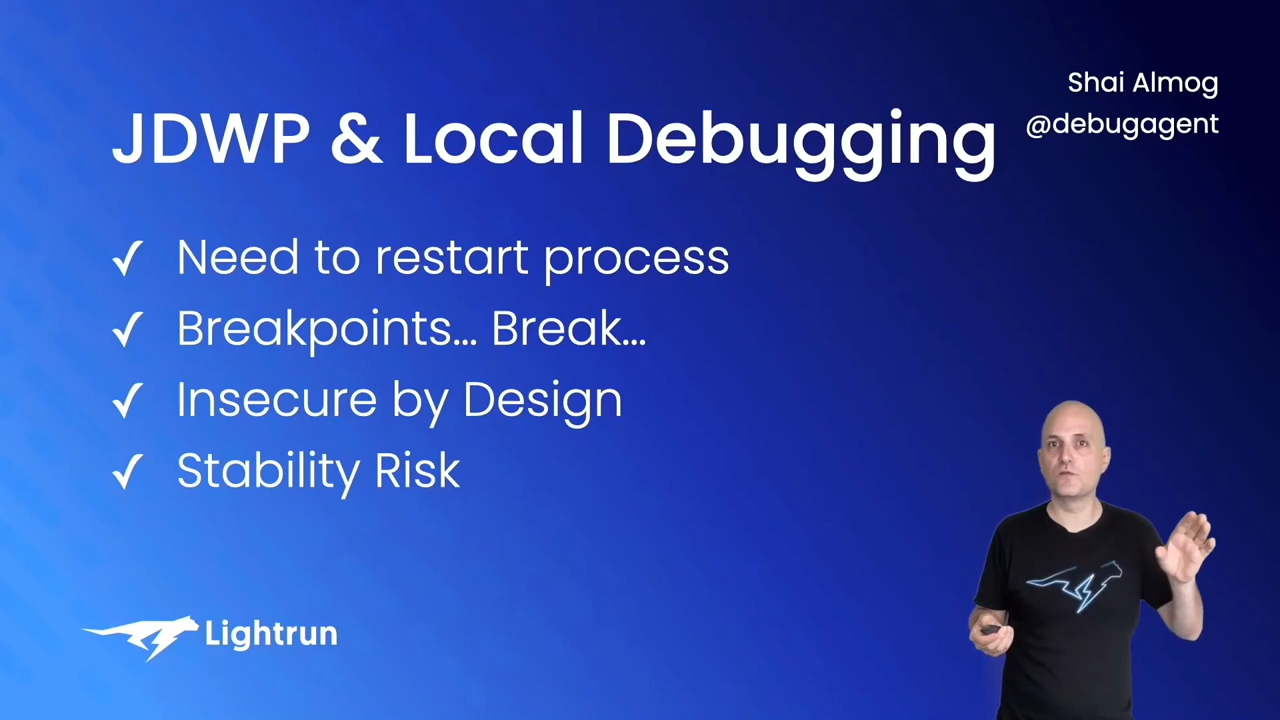 Shai Almog
@debugagent
JDWP & Local Debugging
✓ Need to restart process
✓ Breakpoints... Break...
✓ Insecure by Design
✓ Stability Risk
Lightrun